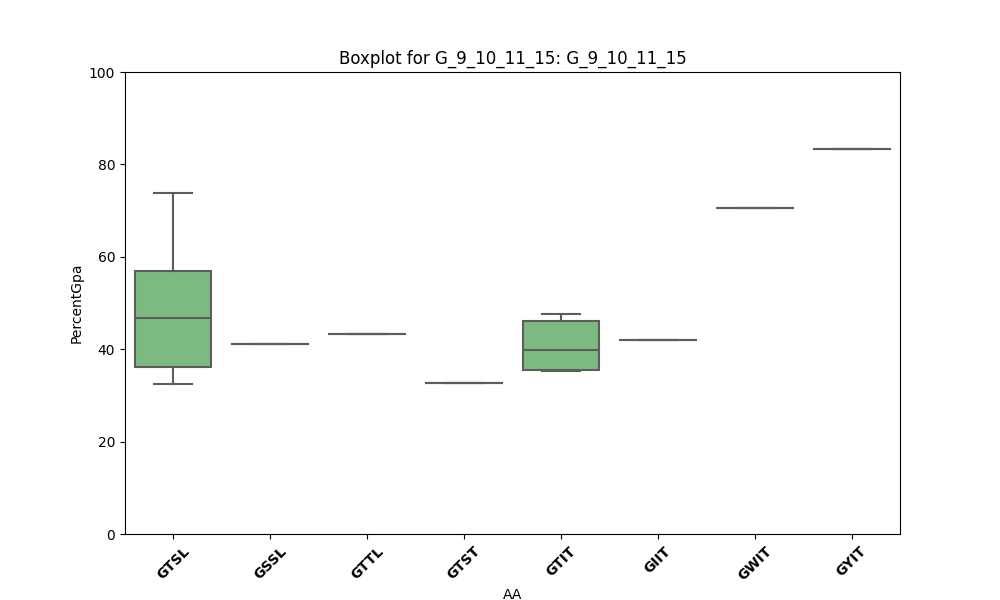 Boxplot for G_9_10_11_15: G_9_10_11_15
100
80
60
40
20
0
PercentGpa
GTSL
GSSL
GTTL
GTST
GTIT
GIIT
GWIT
GYIT
AA